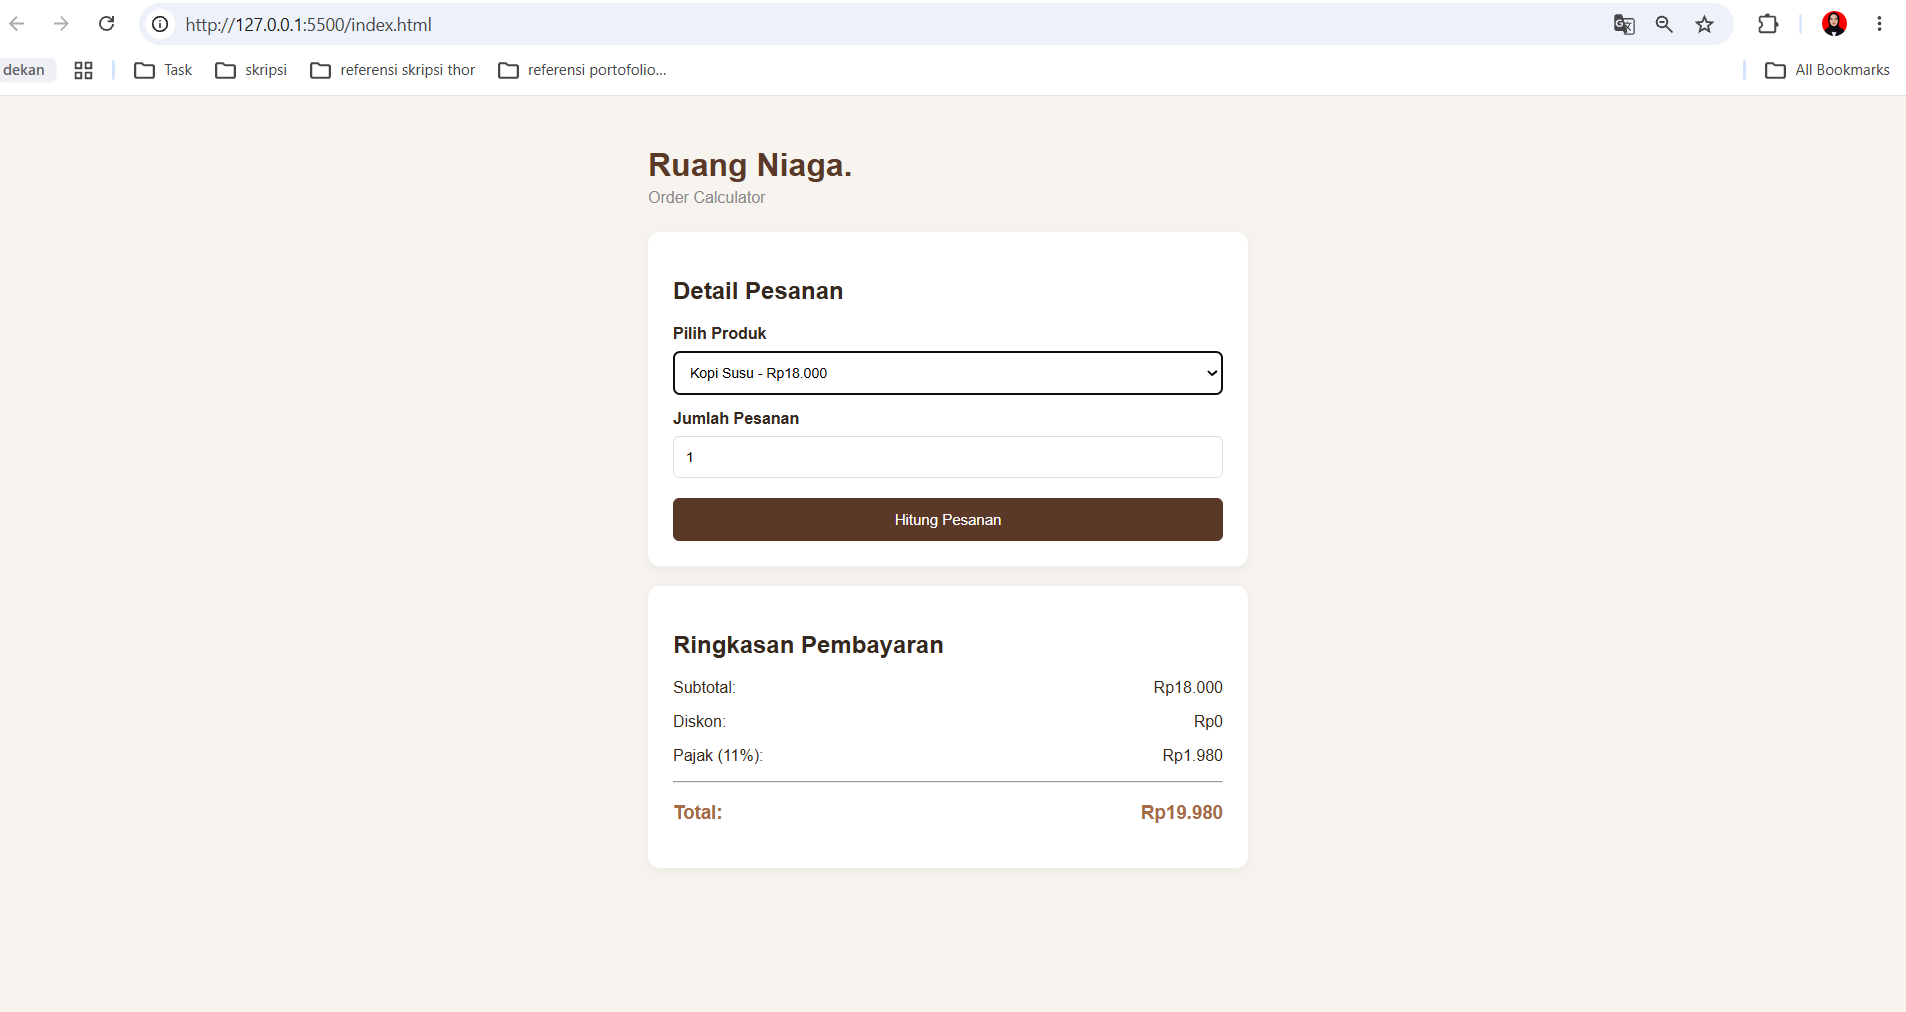 http://127.0.0.1:5500/index.html
dekan
Task
skripsi
referensi skripsi thor
referensi portofolio...
All Bookmarks
Ruang Niaga.
Order Calculator
Detail Pesanan
Pilih Produk
Kopi Susu - Rp18.000
Jumlah Pesanan
1
Hitung Pesanan
Ringkasan Pembayaran
Subtotal: Rp18.000
Diskon: Rp0
Pajak (11%): Rp1.980
Total: Rp19.980